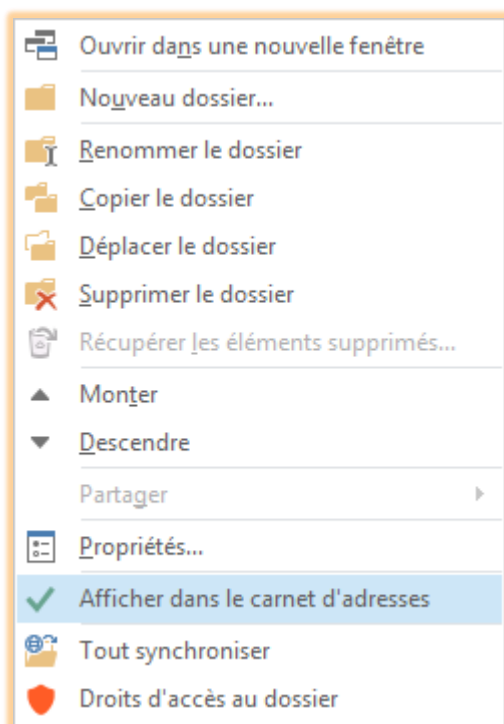 Ouvrir dans une nouvelle fenêtre
Nouveau dossier...
Renommer le dossier
Copier le dossier
Déplacer le dossier
Supprimer le dossier
Récupérer les éléments supprimés...
Monter
Descendre
Partager
Propriétés...
Afficher dans le carnet d'adresses
Tout synchroniser
Droits d'accès au dossier